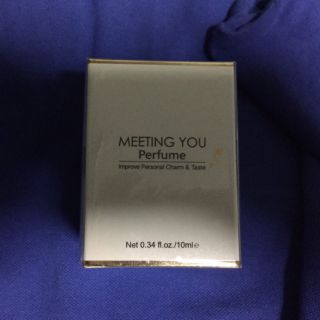 MEETING YOU
Perfume
Improve Personal Charm & Taste
Net 0.34 fl.oz./10ml℮